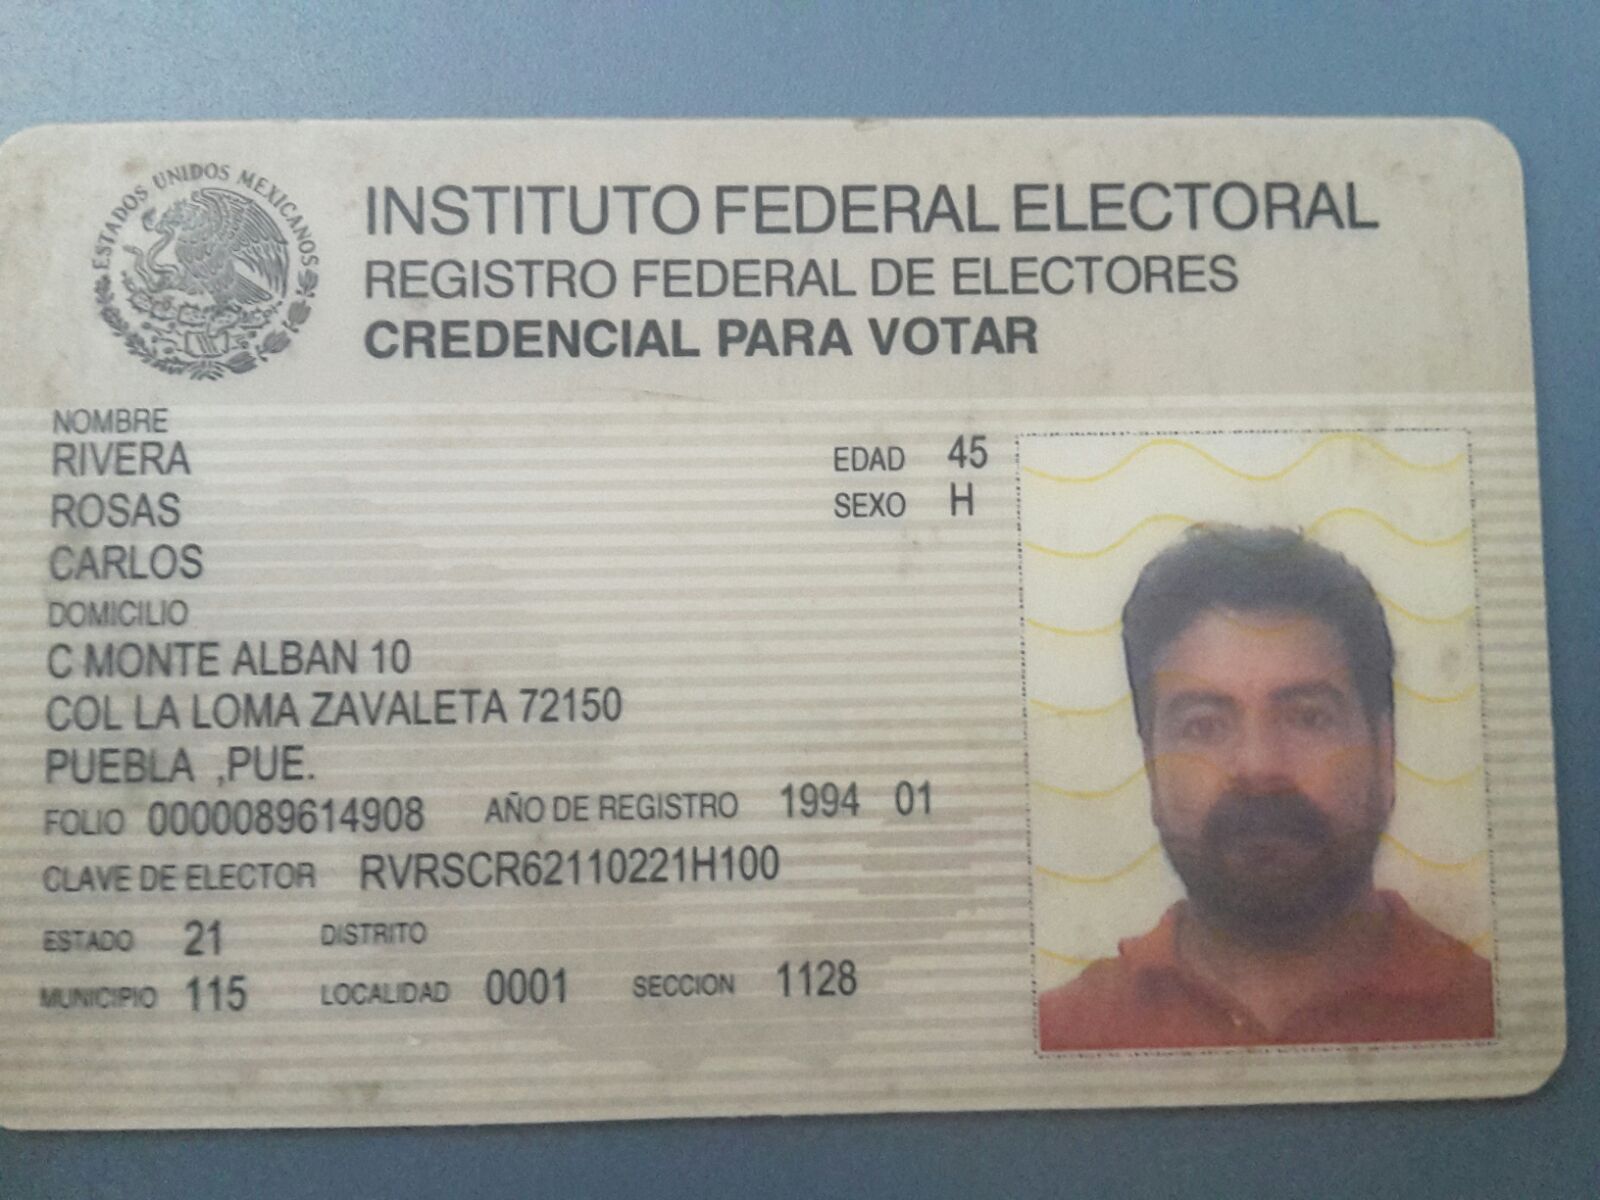 ESTADOS UNIDOS MEXICANOS
INSTITUTO FEDERAL ELECTORAL
REGISTRO FEDERAL DE ELECTORES
CREDENCIAL PARA VOTAR
NOMBRE
RIVERA
ROSAS
CARLOS
EDAD 45
SEXO H
DOMICILIO
C MONTE ALBAN 10
COL LA LOMA ZAVALETA 72150
PUEBLA ,PUE.
FOLIO 0000089614908 AÑO DE REGISTRO 1994 01
CLAVE DE ELECTOR RVRSCR62110221H100
ESTADO 21 DISTRITO
MUNICIPIO 115 LOCALIDAD 0001 SECCION 1128